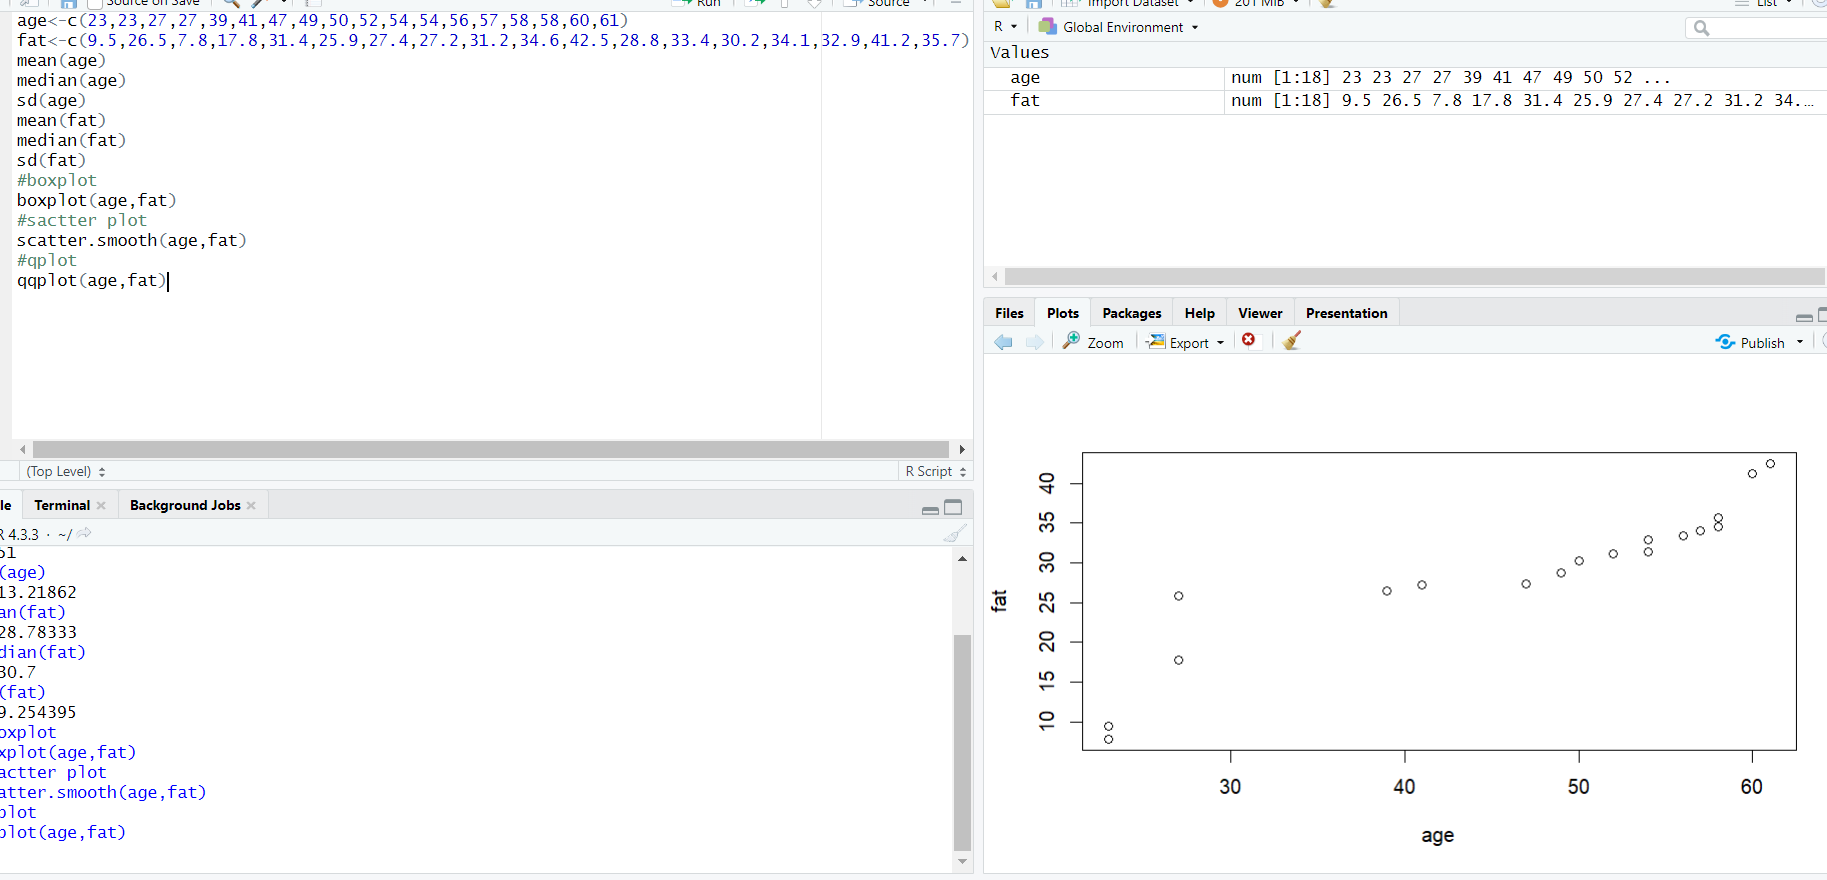 Source on Save
Run
Source
age<-c(23,23,27,27,39,41,47,49,50,52,54,54,56,57,58,58,60,61)
fat<-c(9.5,26.5,7.8,17.8,31.4,25.9,27.4,27.2,31.2,34.6,42.5,28.8,33.4,30.2,34.1,32.9,41.2,35.7)
mean(age)
median(age)
sd(age)
mean(fat)
median(fat)
sd(fat)
#boxplot
boxplot(age,fat)
#sactter plot
scatter.smooth(age,fat)
#qplot
qqplot(age,fat)
(Top Level)
R Script
le Terminal Background Jobs
R 4.3.3 · ~/
51
(age)
13.21862
an(fat)
28.78333
dian(fat)
30.7
(fat)
9.254395
oxplot
xplot(age,fat)
actter plot
atter.smooth(age,fat)
plot
plot(age,fat)
Import Dataset 201 MiB List
R Global Environment
Values
age num [1:18] 23 23 27 27 39 41 47 49 50 52 ...
fat num [1:18] 9.5 26.5 7.8 17.8 31.4 25.9 27.4 27.2 31.2 34.…
Files Plots Packages Help Viewer Presentation
Zoom Export Publish
40
35
30
25
20
15
10
fat
30 40 50 60
age